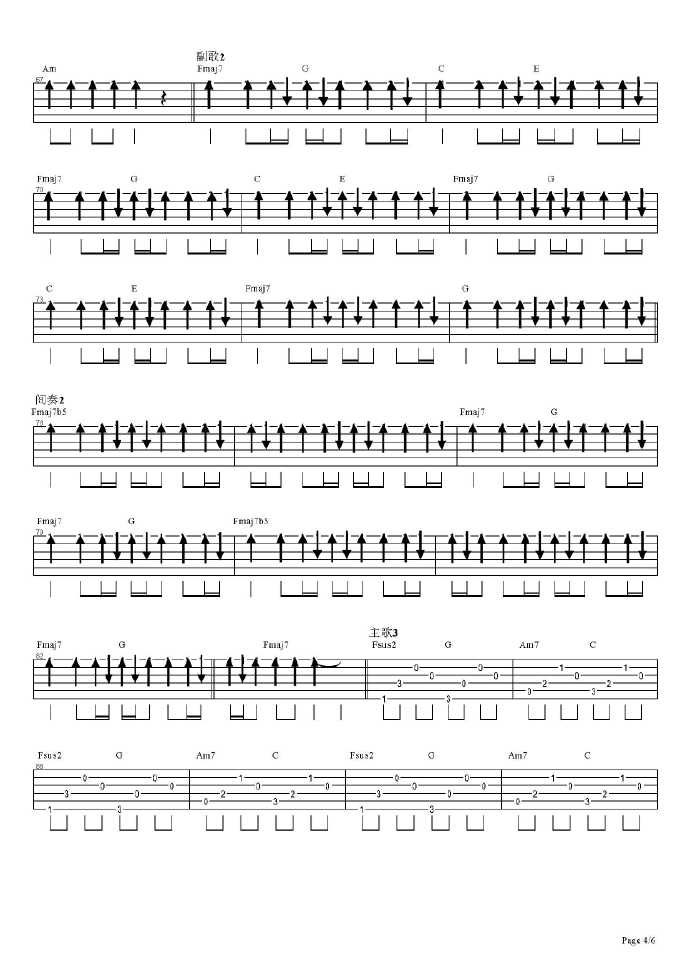 副歌2
Am Fmaj7 G C E
67
Fmaj7 G C E Fmaj7 G
70
C E Fmaj7 G
73
间奏2
Fmaj7b5 Fmaj7 G
76
Fmaj7 G Fmaj7b5
79
主歌3
Fmaj7 G Fmaj7 Fsus2 G Am7 C
82
0 0 1 1
3 0 0 0 2 0 2 0
1 3 0 3
Fsus2 G Am7 C Fsus2 G Am7 C
86
0 0 1 1 0 0 1 1
3 0 0 0 2 0 2 0 3 0 0 0 2 0 2 0
1 3 0 3 1 3 0 3
Page 4/6